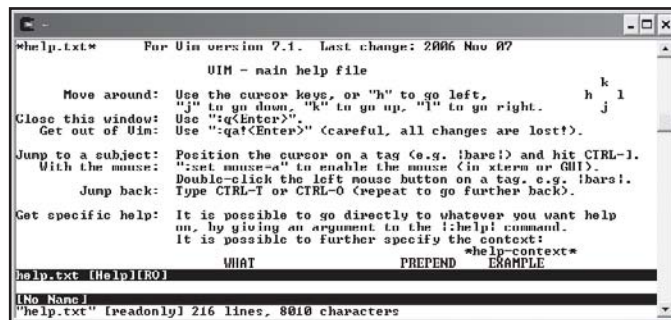 *help.txt*      For Vim version 7.1.  Last change: 2006 Nov 07
VIM - main help file
k
Move around:  Use the cursor keys, or "h" to go left,          h   l
"j" to go down, "k" to go up, "l" to go right.     j
Close this window:  Use ":q<Enter>".
Get out of Vim:  Use ":qa!<Enter>" (careful, all changes are lost!).
Jump to a subject:  Position the cursor on a tag (e.g. |bars|) and hit CTRL-].
With the mouse:  ":set mouse=a" to enable the mouse (in xterm or GUI).
Double-click the left mouse button on a tag, e.g. |bars|.
Jump back:  Type CTRL-T or CTRL-O (repeat to go further back).
Get specific help:  It is possible to go directly to whatever you want help
on, by giving an argument to the |:help| command.
It is possible to further specify the context:
*help-context*
WHAT                  PREPEND    EXAMPLE
help.txt [Help][RO]
[No Name]
"help.txt" [readonly] 216 lines, 8010 characters